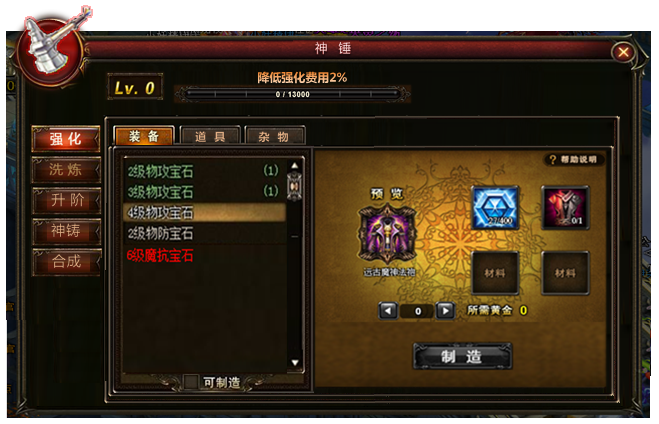 神锤
降低强化费用2%
Lv. 0
0 / 13000
强化
洗炼
升阶
神铸
合成
装备
道具
杂物
2级物攻宝石 (1)
3级物攻宝石 (1)
4级物攻宝石
2级物防宝石
6级魔抗宝石
可制造
? 帮助说明
预览
远古魔神法袍
/400
0/1
材料
材料
0
所需黄金 0
制造